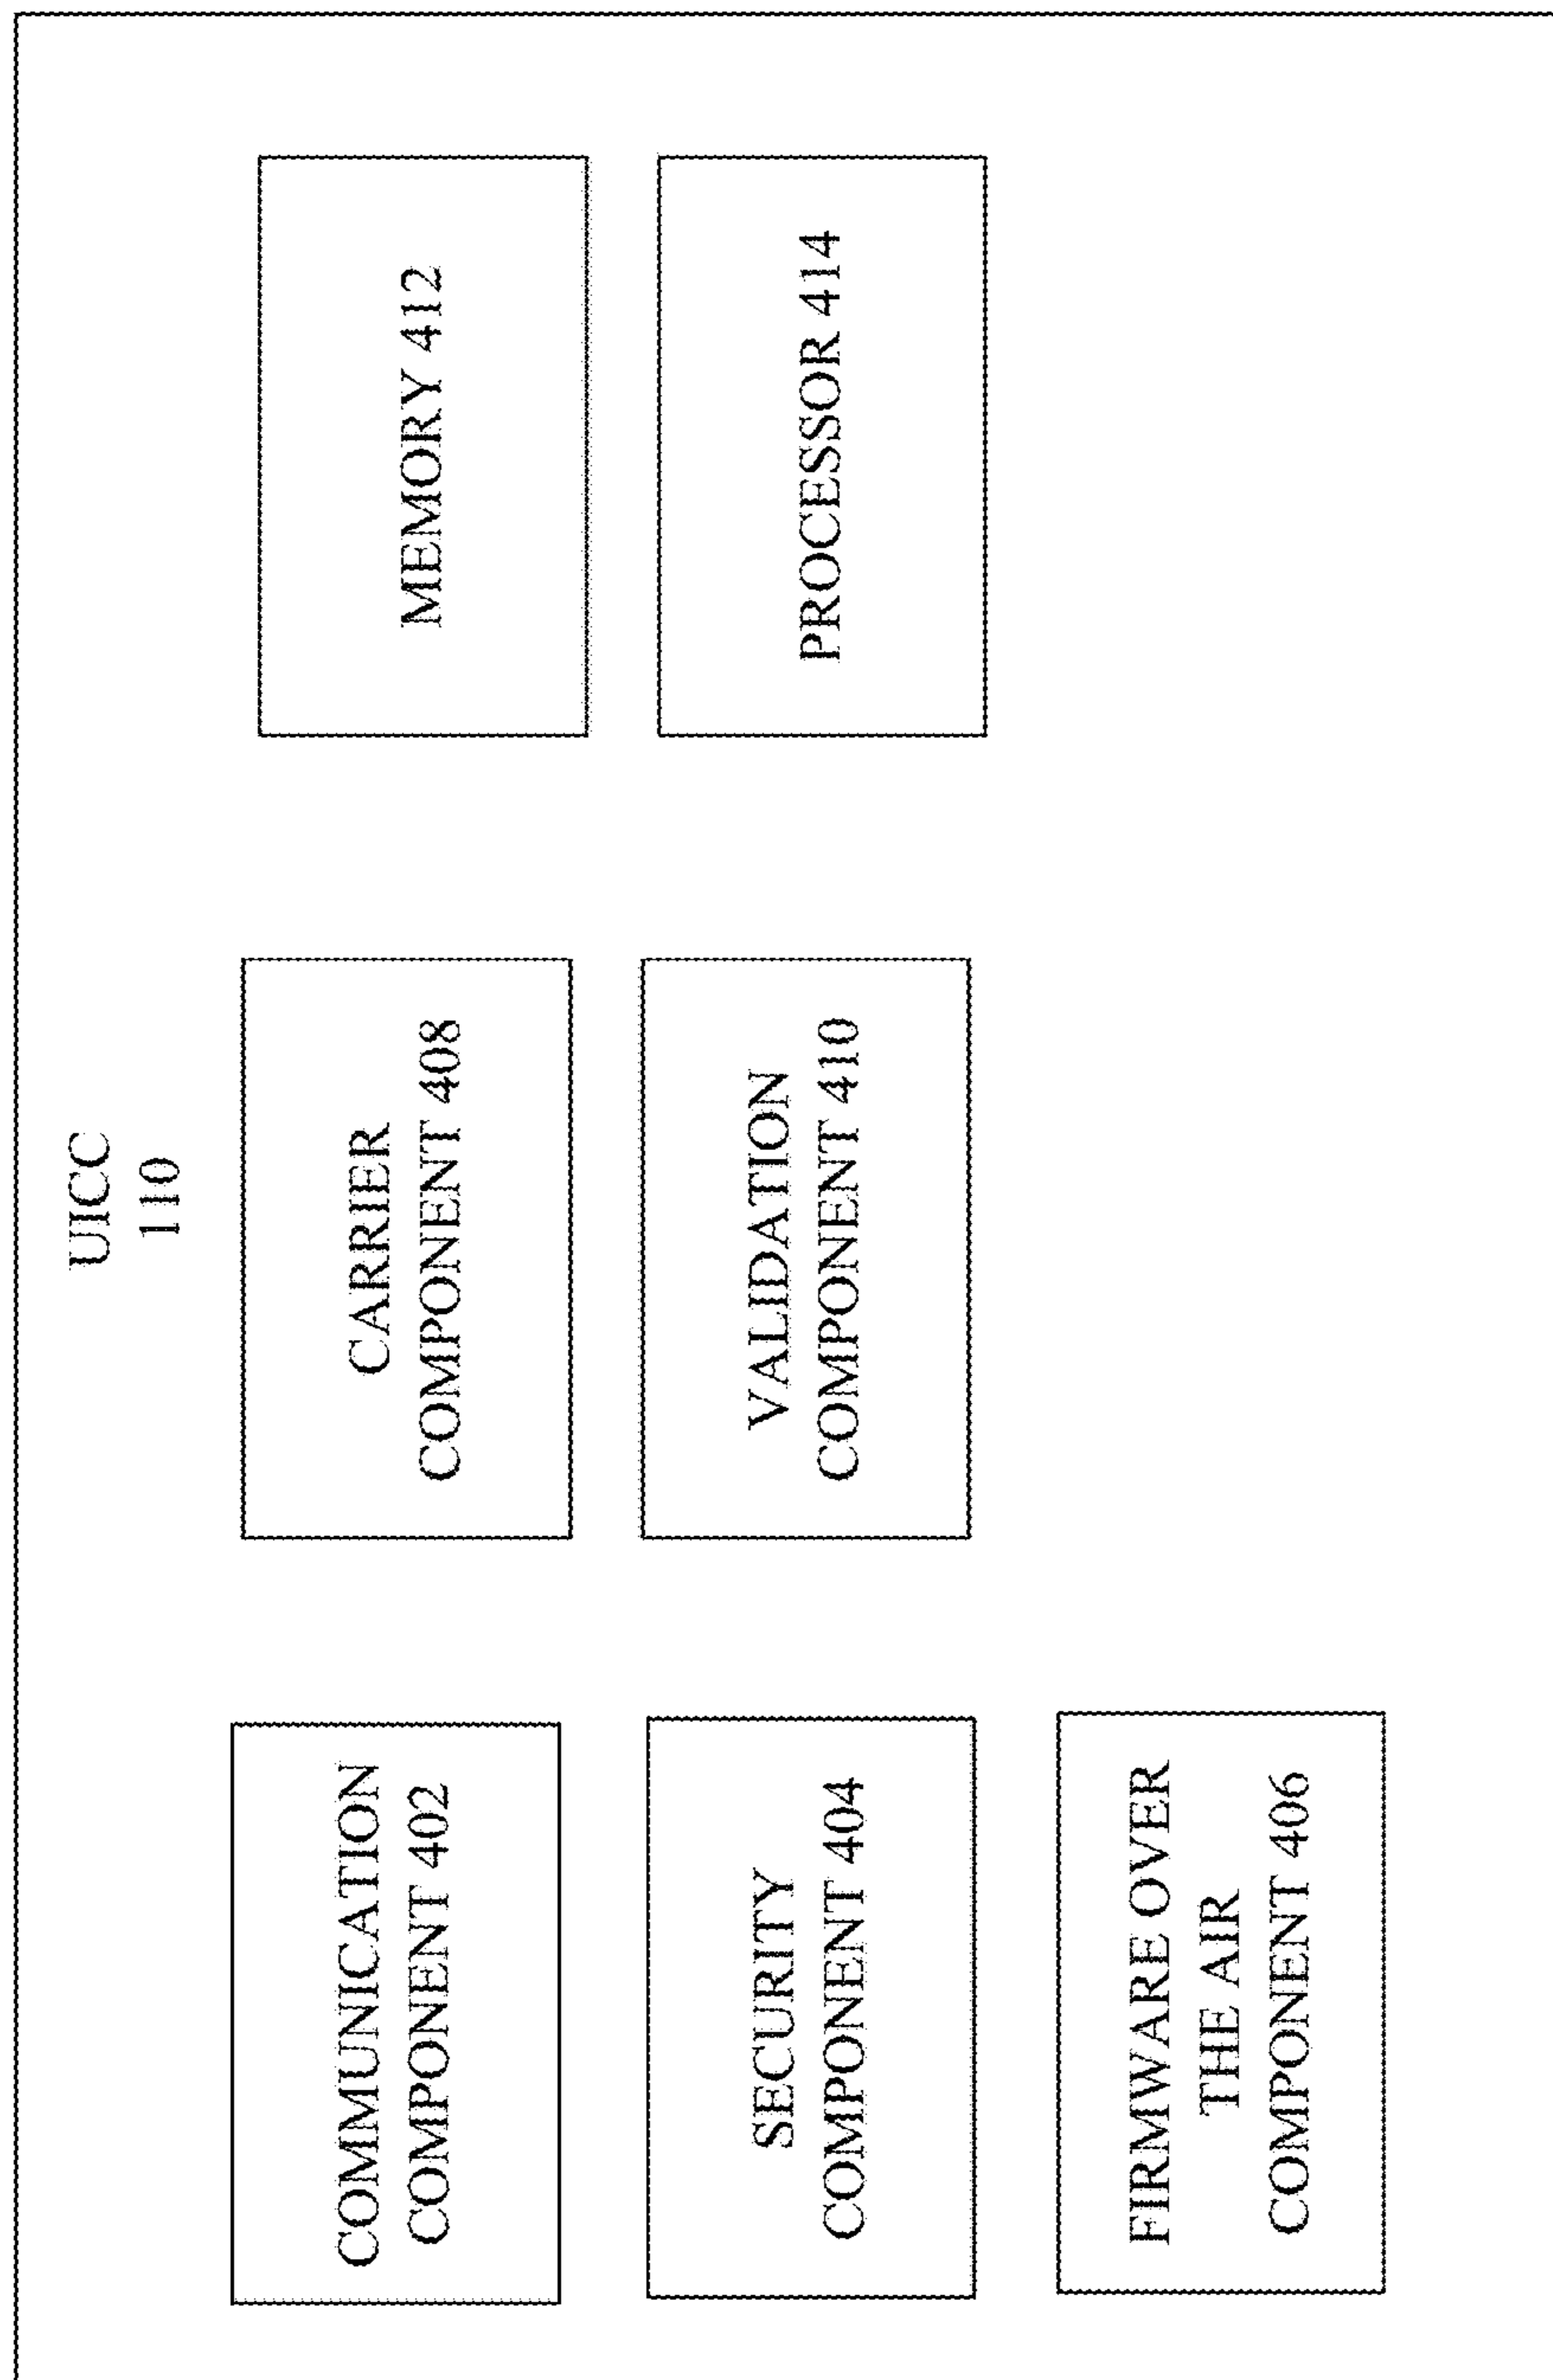 UICC
110
COMMUNICATION
COMPONENT 402
SECURITY
COMPONENT 404
FIRMWARE OVER
THE AIR
COMPONENT 406
CARRIER
COMPONENT 408
VALIDATION
COMPONENT 410
MEMORY 412
PROCESSOR 414